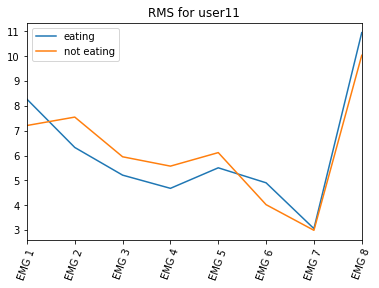 RMS for user11
eating
not eating
11
10
9
8
7
6
5
4
3
EMG 1
EMG 2
EMG 3
EMG 4
EMG 5
EMG 6
EMG 7
EMG 8